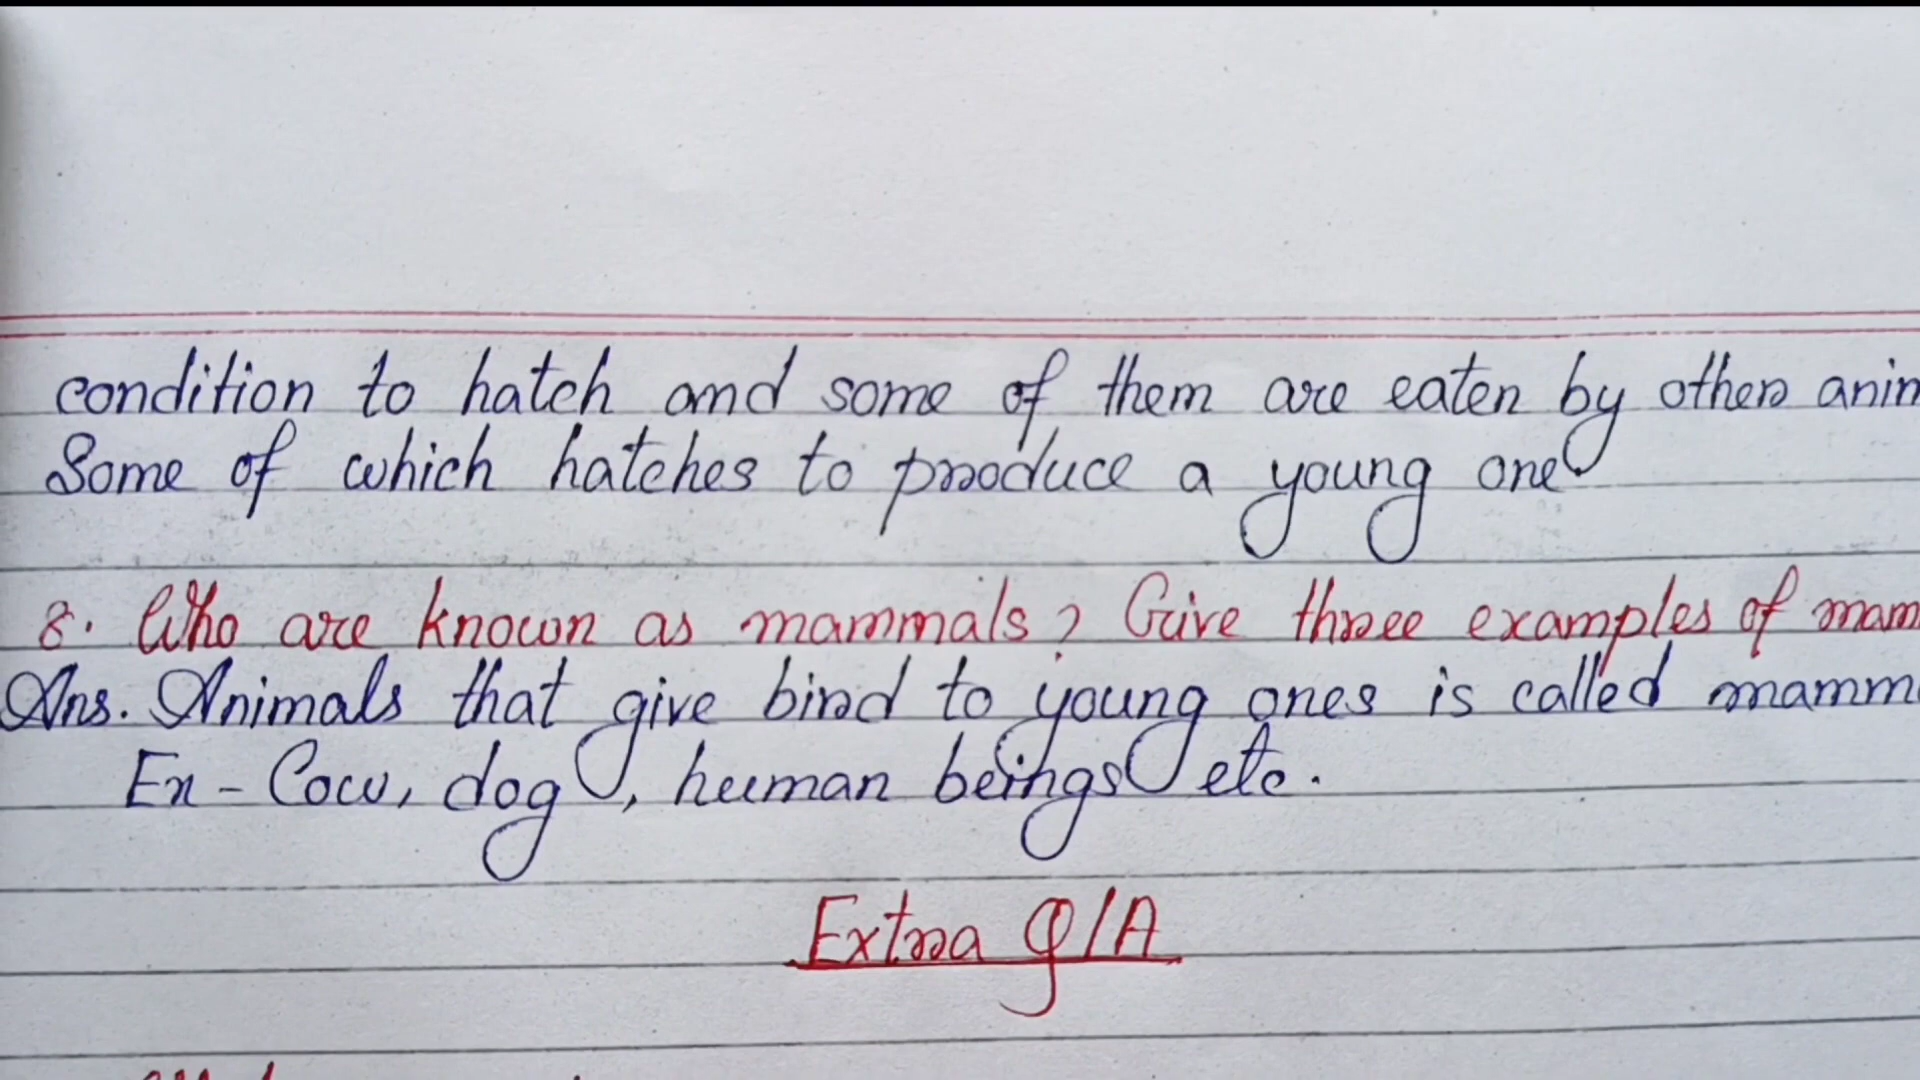 condition to hatch and some of them are eaten by other anim
Some of which hatches to produce a young one
8. Who are known as mammals? Give three examples of mam
Ans. Animals that give bird to young ones is called mamm
Ex - Cow, dog, human beings etc.
Extra Q/A